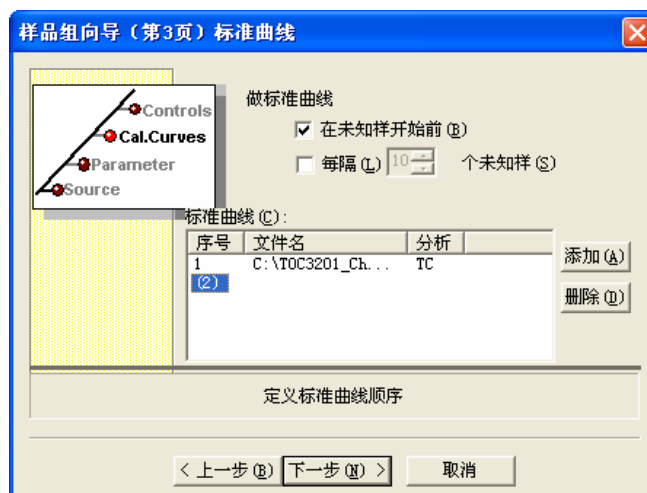 样品组向导（第3页）标准曲线
Controls
Cal.Curves
Parameter
Source
做标准曲线
在未知样开始前(B)
每隔(L) 10 个未知样(S)
标准曲线(C):
序号 文件名 分析
1 C:\TOC3201_Ch... TC
(2)
添加(A)
删除(D)
定义标准曲线顺序
< 上一步(B) 下一步(N) > 取消